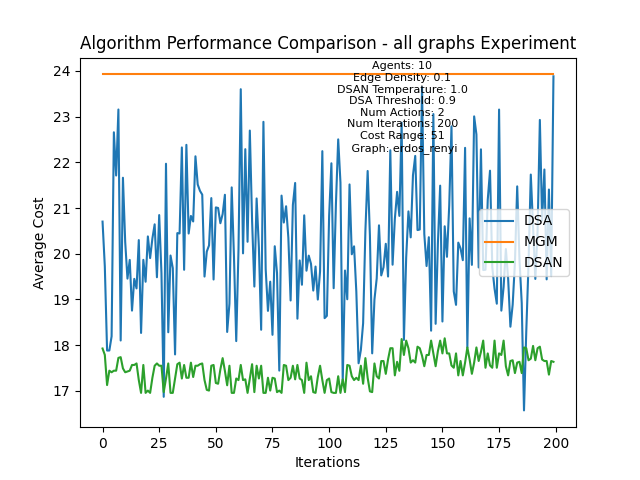 Algorithm Performance Comparison - all graphs Experiment
24
23
22
21
20
19
18
17
Average Cost
Agents: 10
Edge Density: 0.1
DSAN Temperature: 1.0
DSA Threshold: 0.9
Num Actions: 2
Num Iterations: 200
Cost Range: 51
Graph: erdos_renyi
DSA
MGM
DSAN
0 25 50 75 100 125 150 175 200
Iterations